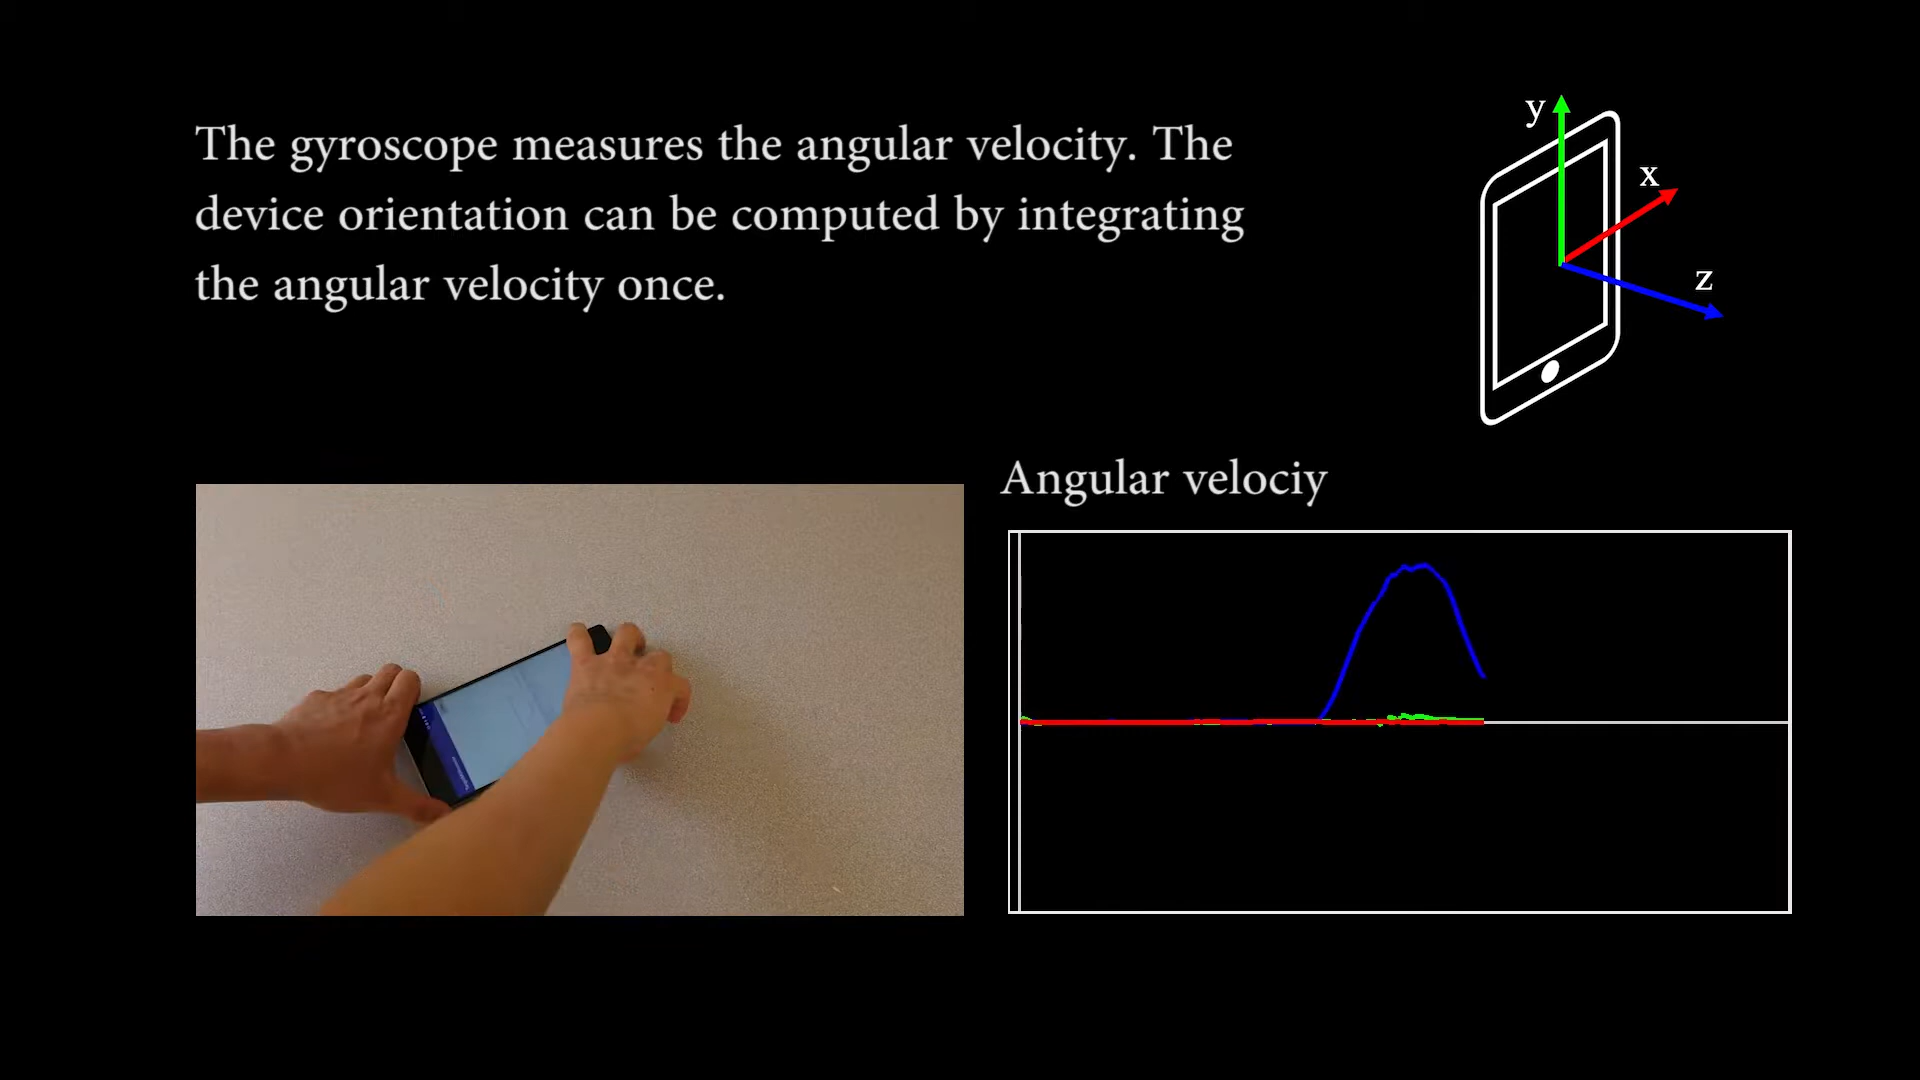 The gyroscope measures the angular velocity. The
device orientation can be computed by integrating
the angular velocity once.
y
x
z
Angular velociy